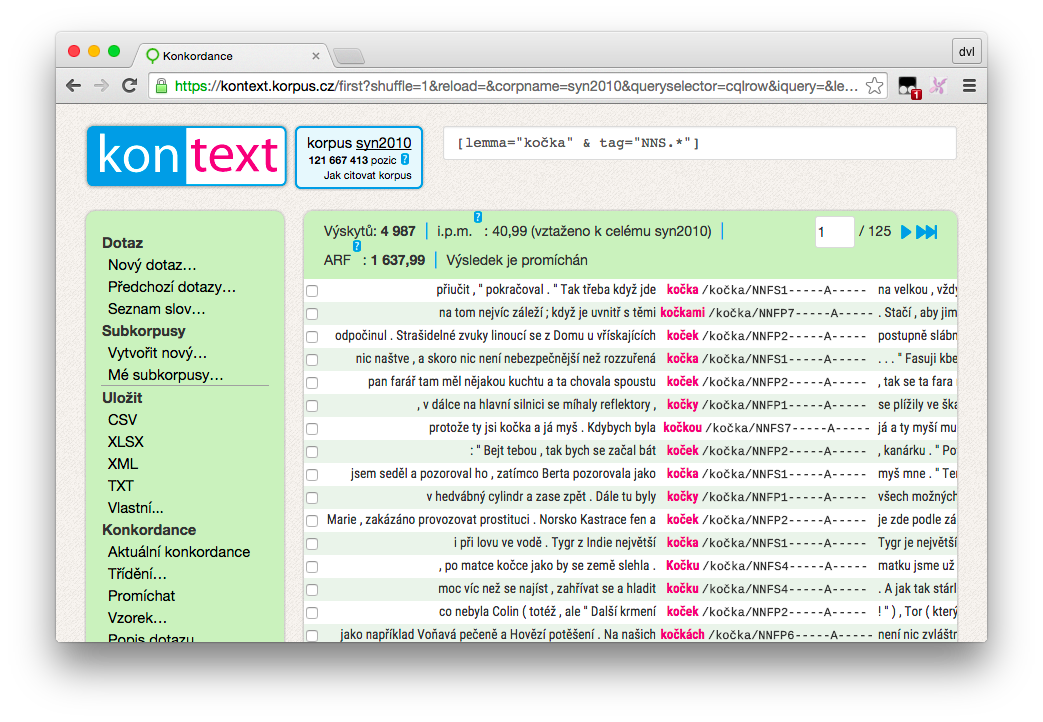 Konkordance
dvl
https://kontext.korpus.cz/first?shuffle=1&reload=&corpname=syn2010&queryselector=cqlrow&iquery=&le...
1
kontext
korpus syn2010
121 667 413 pozic ?
Jak citovat korpus
[lemma="kočka" & tag="NNS.*"]
Dotaz
Nový dotaz...
Předchozí dotazy...
Seznam slov...
Subkorpusy
Vytvořit nový...
Mé subkorpusy...
Uložit
CSV
XLSX
XML
TXT
Vlastní...
Konkordance
Aktuální konkordance
Třídění...
Promíchat
Vzorek...
Popis dotazu
Výskytů: 4 987 | i.p.m. ? : 40,99 (vztaženo k celému syn2010) |
1 / 125
ARF ? : 1 637,99 | Výsledek je promíchán
přiučit , " pokračoval . " Tak třeba když jde kočka /kočka/NNFS1-----A----- na velkou , vždy
na tom nejvíc záleží ; když je uvnitř s těmi kočkami /kočka/NNFP7-----A----- . Stačí , aby jim
odpočinul . Strašidelné zvuky linoucí se z Domu u vřískajících koček /kočka/NNFP2-----A----- postupně slábn
nic naštve , a skoro nic není nebezpečnější než rozzuřená kočka /kočka/NNFS1-----A----- . . . " Fasuji kbe
pan farář tam měl nějakou kuchtu a ta chovala spoustu koček /kočka/NNFP2-----A----- , tak se ta fara
, v dálce na hlavní silnici se míhaly reflektory , kočky /kočka/NNFP1-----A----- se plížily ve ška
protože ty jsi kočka a já myš . Kdybych byla kočkou /kočka/NNFS7-----A----- já a ty myší mu
: " Bejt tebou , tak bych se začal bát koček /kočka/NNFP2-----A----- , kanárku . " Po
jsem seděl a pozoroval ho , zatímco Berta pozorovala jako kočka /kočka/NNFS1-----A----- myš mne . " Ter
v hedvábný cylindr a zase zpět . Dále tu byly kočky /kočka/NNFP1-----A----- všech možných
Marie , zakázáno provozovat prostituci . Norsko Kastrace fen a koček /kočka/NNFP2-----A----- je zde podle zá
i při lovu ve vodě . Tygr z Indie největší kočka /kočka/NNFS1-----A----- Tygr je největší
, po matce kočce jako by se země slehla . Kočku /kočka/NNFS4-----A----- matku jsme už
moc víc než se najíst , zahřívat se a hladit kočku /kočka/NNFS4-----A----- . A jak tak stárl
co nebyla Colin ( totéž , ale " Další krmení koček /kočka/NNFP2-----A----- ! " ) , Tor ( který
jako například Voňavá pečeně a Hovězí potěšení . Na našich kočkách /kočka/NNFP6-----A----- není nic zvláštn